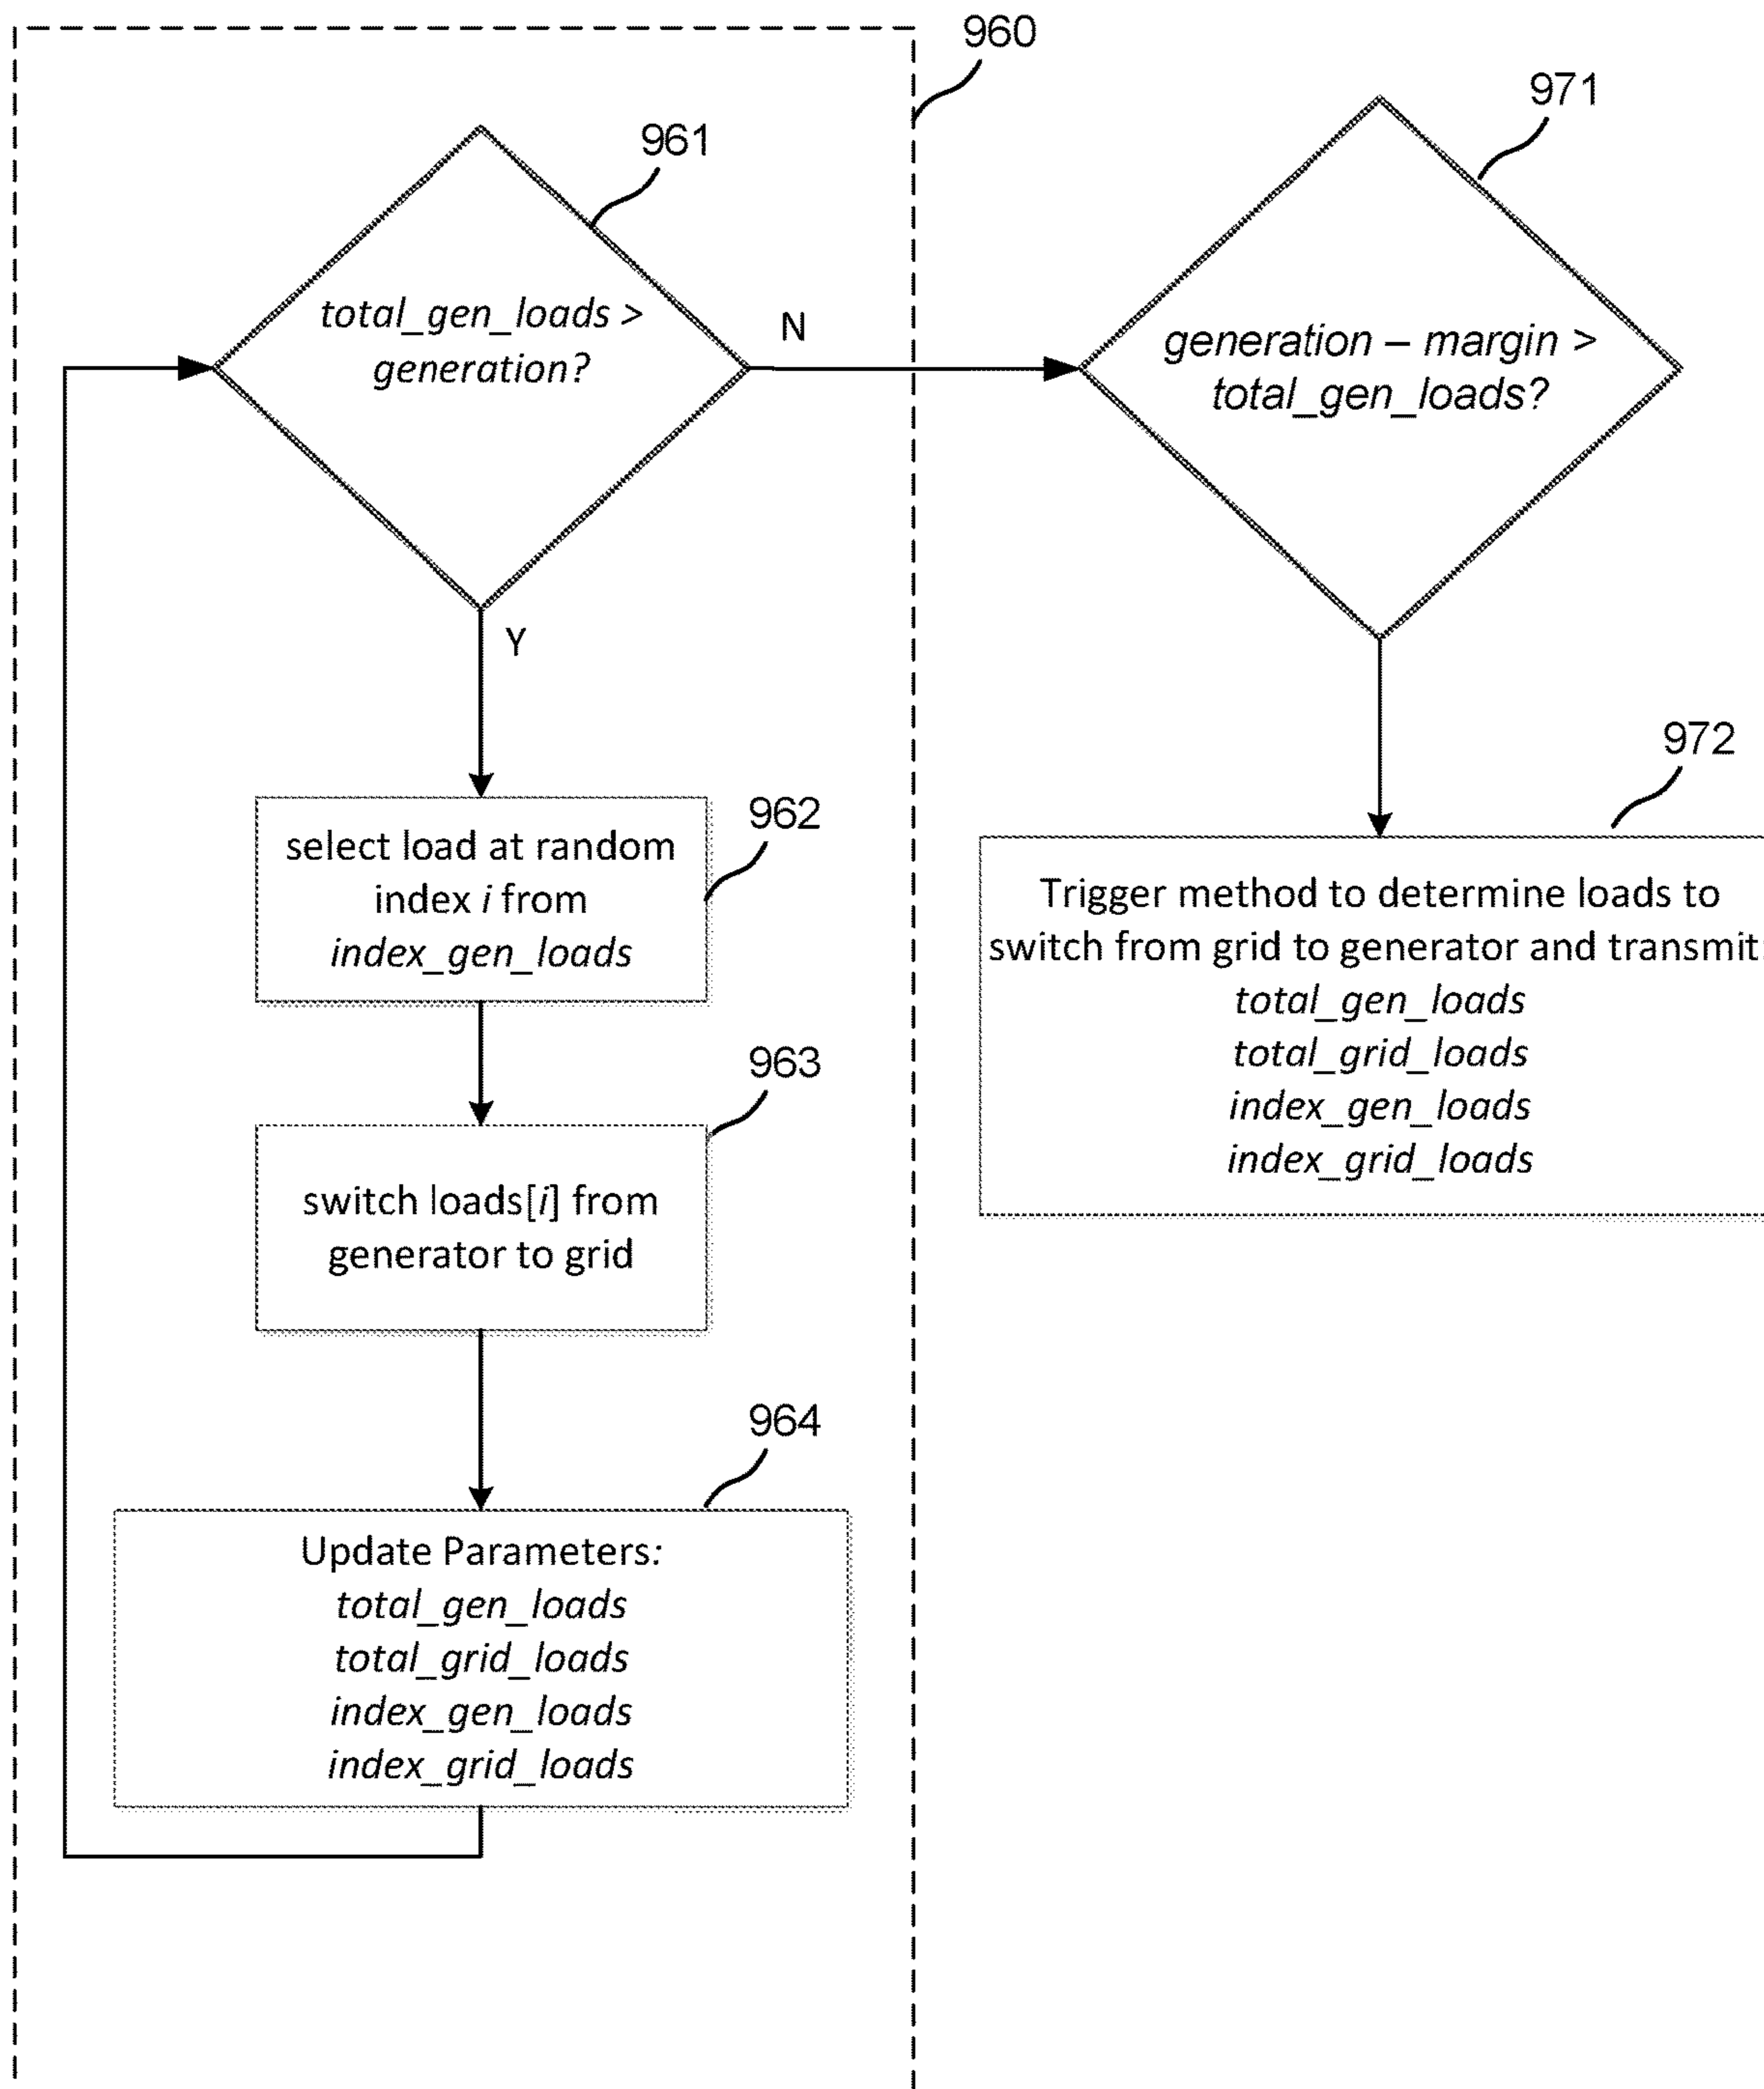 960
961
total_gen_loads >
generation?
N
Y
962
select load at random
index i from
index_gen_loads
963
switch loads[i] from
generator to grid
964
Update Parameters:
total_gen_loads
total_grid_loads
index_gen_loads
index_grid_loads
971
generation – margin >
total_gen_loads?
972
Trigger method to determine loads to
switch from grid to generator and transmit:
total_gen_loads
total_grid_loads
index_gen_loads
index_grid_loads